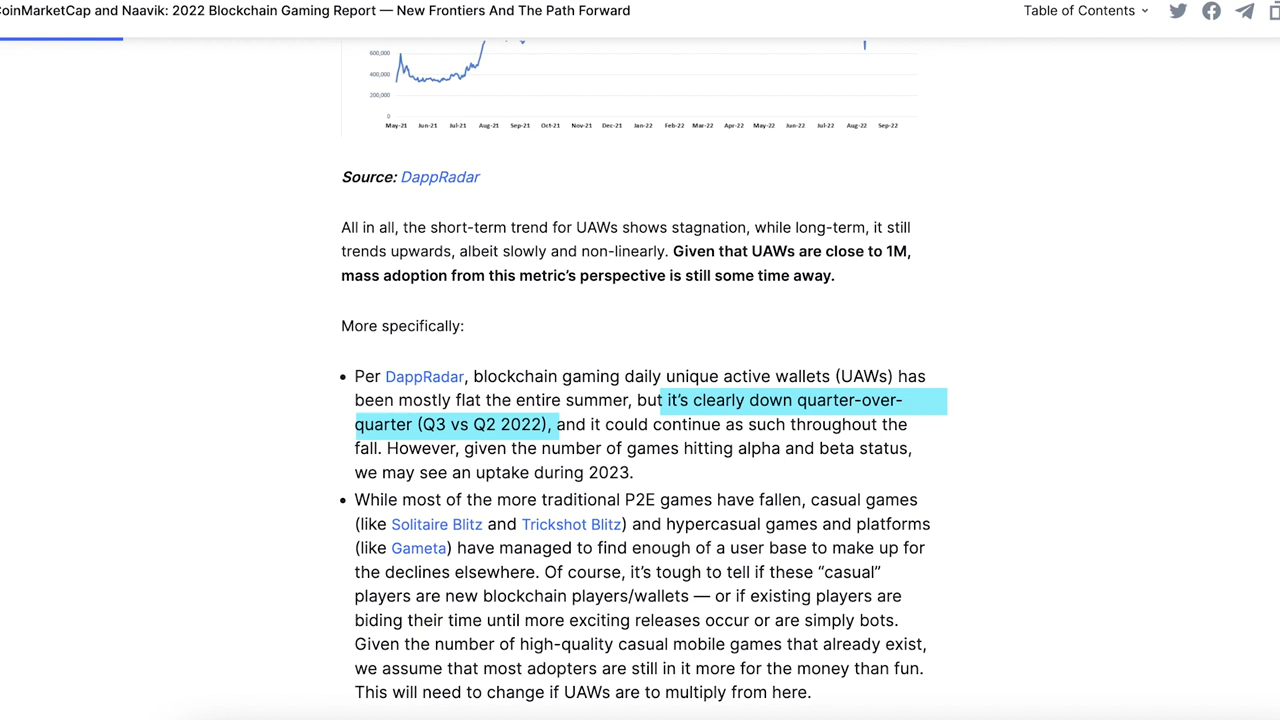 CoinMarketCap and Naavik: 2022 Blockchain Gaming Report — New Frontiers And The Path Forward
Table of Contents
600,000
400,000
200,000
0
May-21 Jun-21 Jul-21 Aug-21 Sep-21 Oct-21 Nov-21 Dec-21 Jan-22 Feb-22 Mar-22 Apr-22 May-22 Jun-22 Jul-22 Aug-22 Sep-22
Source: DappRadar
All in all, the short-term trend for UAWs shows stagnation, while long-term, it still
trends upwards, albeit slowly and non-linearly. Given that UAWs are close to 1M,
mass adoption from this metric’s perspective is still some time away.
More specifically:
• Per DappRadar, blockchain gaming daily unique active wallets (UAWs) has
been mostly flat the entire summer, but it’s clearly down quarter-over-
quarter (Q3 vs Q2 2022), and it could continue as such throughout the
fall. However, given the number of games hitting alpha and beta status,
we may see an uptake during 2023.
• While most of the more traditional P2E games have fallen, casual games
(like Solitaire Blitz and Trickshot Blitz) and hypercasual games and platforms
(like Gameta) have managed to find enough of a user base to make up for
the declines elsewhere. Of course, it’s tough to tell if these “casual”
players are new blockchain players/wallets — or if existing players are
biding their time until more exciting releases occur or are simply bots.
Given the number of high-quality casual mobile games that already exist,
we assume that most adopters are still in it more for the money than fun.
This will need to change if UAWs are to multiply from here.